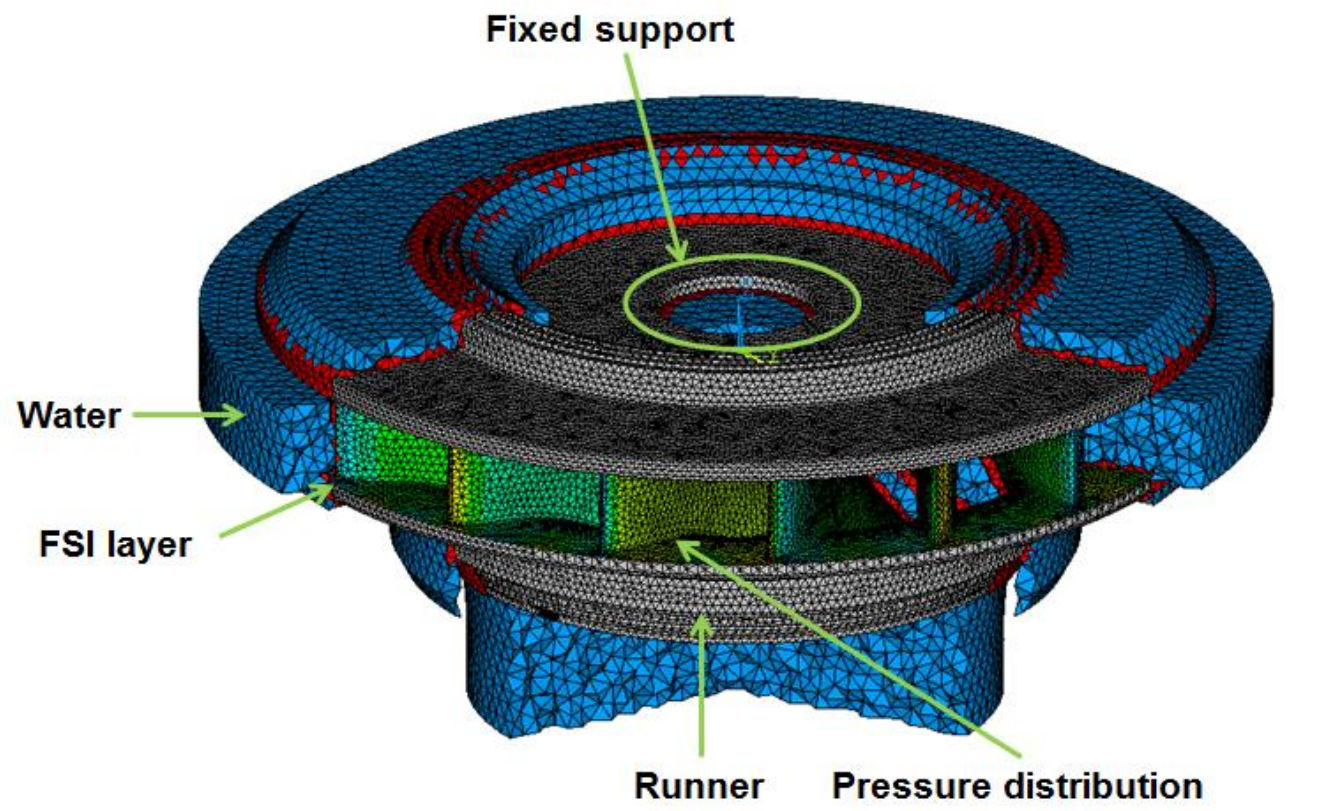 Fixed support
Water
FSI layer
Runner
Pressure distribution